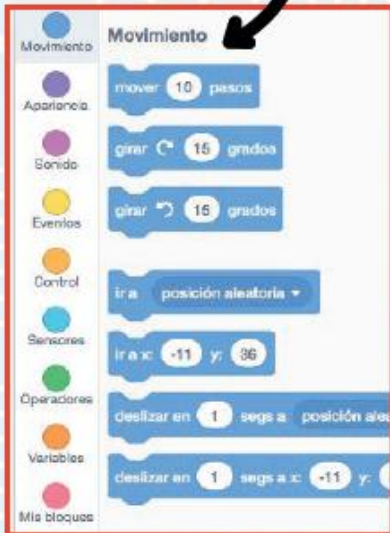 Movimiento
Apariencia
Sonido
Eventos
Control
Sensores
Operadores
Variables
Mis bloques
Movimiento
mover 10 pasos
girar 15 grados
girar 15 grados
ir a posición aleatoria
ir a x: -11 y: 36
deslizar en 1 segs a posición alea
deslizar en 1 segs a x: -11 y: